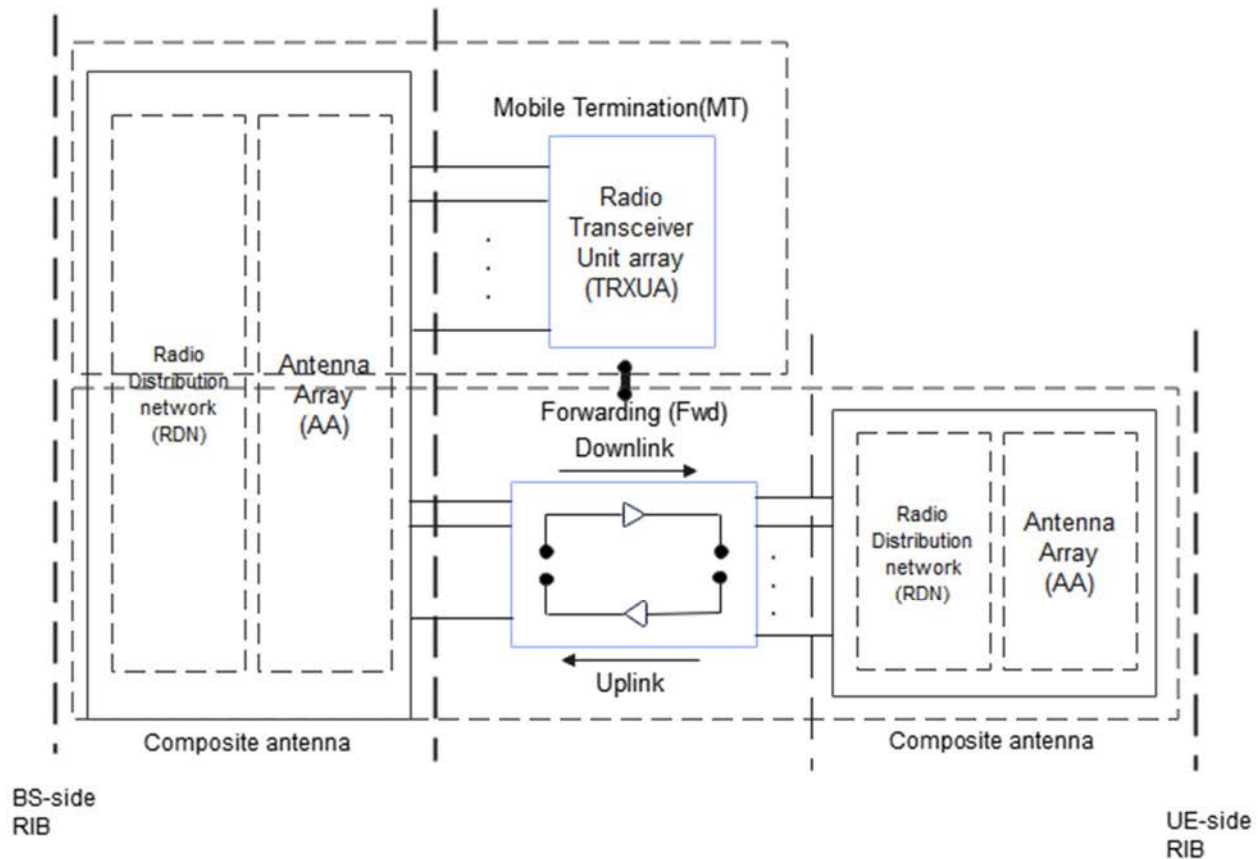 Mobile Termination(MT)
Radio
Transceiver
Unit array
(TRXUA)
Radio
Distribution
network
(RDN)
Antenna
Array
(AA)
Forwarding (Fwd)
Downlink
Uplink
Radio
Distribution
network
(RDN)
Antenna
Array
(AA)
Composite antenna
Composite antenna
BS-side
RIB
UE-side
RIB